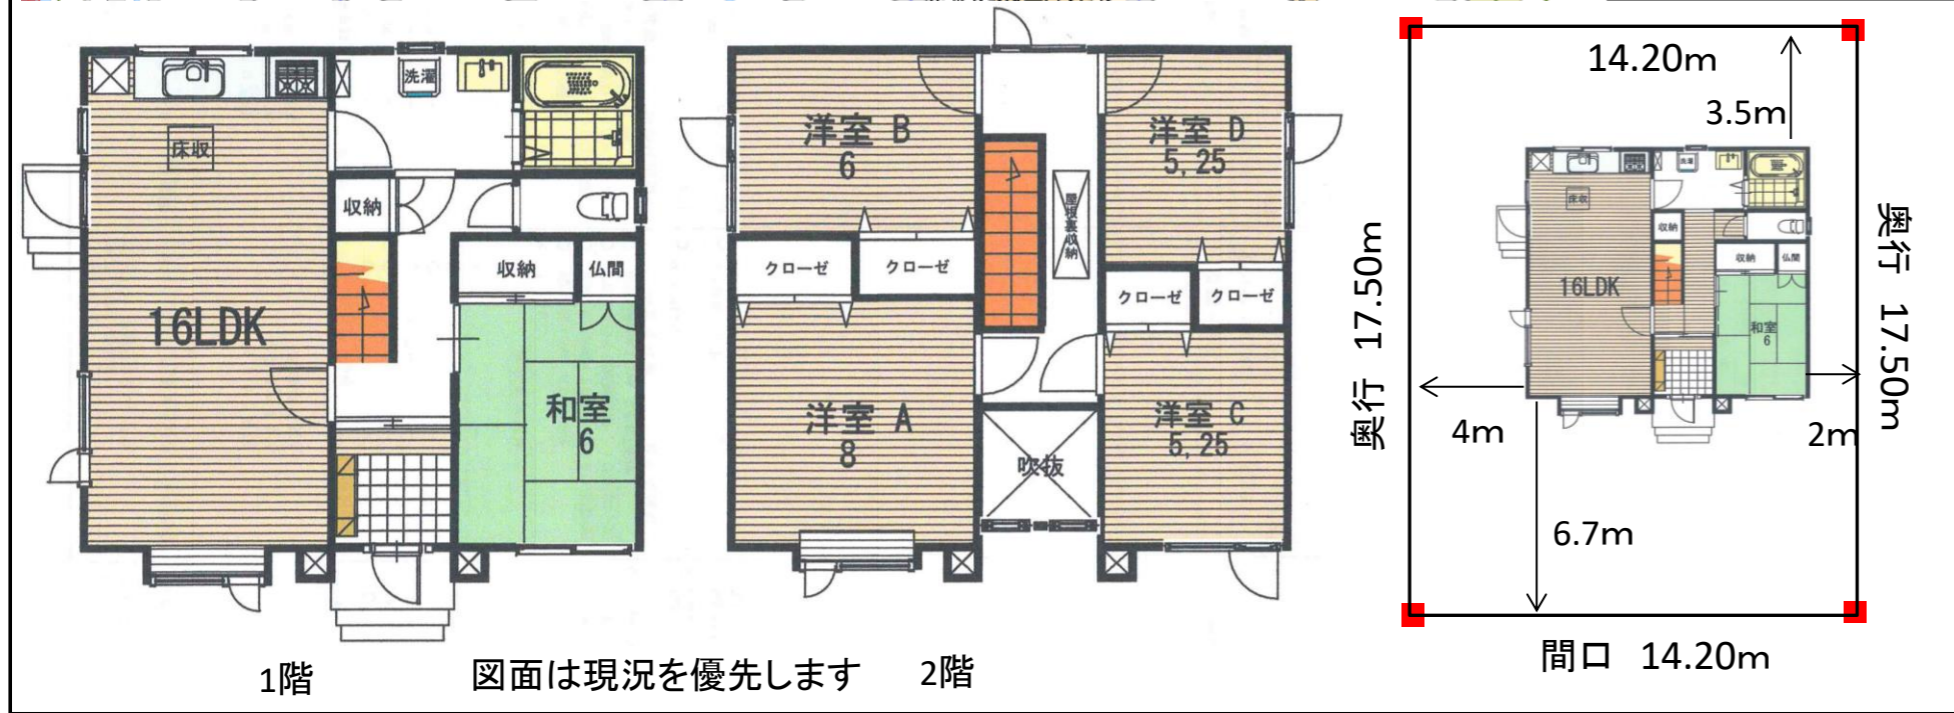 洗濯
床収
収納
収納
仏間
16LDK
和室
6
1階
洋室 B
6
洋室 D
5,25
屋根裏収納
クローゼ
クローゼ
クローゼ
クローゼ
洋室 A
8
洋室 C
5,25
吹抜
図面は現況を優先します
2階
14.20m
3.5m
奥行 17.50m
奥行 17.50m
洗濯
床収
収納
収納
仏間
16LDK
和室
6
4m
2m
6.7m
間口 14.20m